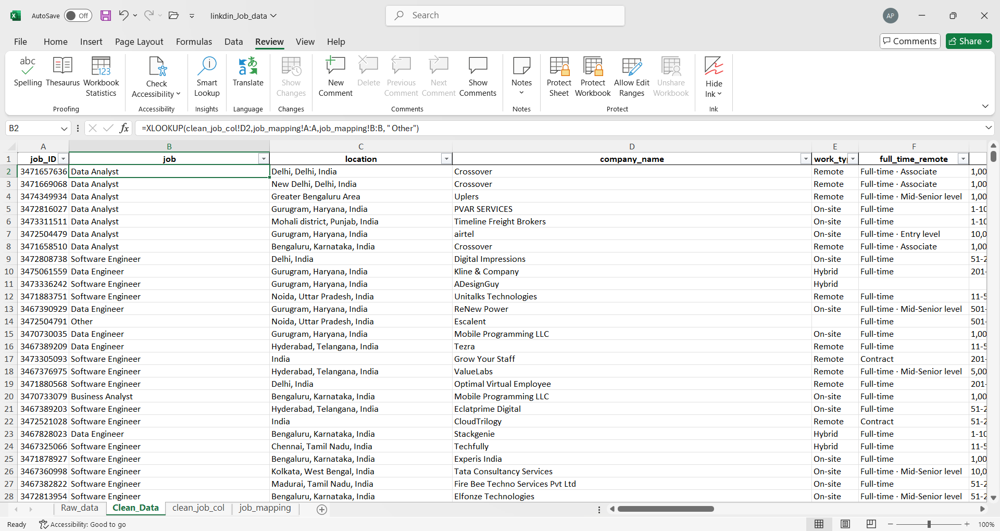 AutoSave Off linkdin_Job_data Search AP
File Home Insert Page Layout Formulas Data Review View Help Comments Share
abc
Spelling Thesaurus Workbook Statistics Check Accessibility Smart Lookup Translate Show Changes New Comment Delete Previous Comment Next Comment Show Comments Notes Protect Sheet Protect Workbook Allow Edit Ranges Unshare Workbook Hide Ink
Proofing Accessibility Insights Language Changes Comments Notes Protect Ink
B2 fx =XLOOKUP(clean_job_col!D2,job_mapping!A:A,job_mapping!B:B, " Other")
A B C D E F
1 job_ID job location company_name work_ty full_time_remote
2 3471657636 Data Analyst Delhi, Delhi, India Crossover Remote Full-time · Associate 1,00
3 3471669068 Data Analyst New Delhi, Delhi, India Crossover Remote Full-time · Associate 1,00
4 3474349934 Data Analyst Greater Bengaluru Area Uplers Remote Full-time · Mid-Senior level 1,00
5 3472816027 Data Analyst Gurugram, Haryana, India PVAR SERVICES On-site Full-time 1-10
6 3473311511 Data Analyst Mohali district, Punjab, India Timeline Freight Brokers On-site Full-time 1-10
7 3472504479 Data Analyst Gurugram, Haryana, India airtel On-site Full-time · Entry level 10,0
8 3471658510 Data Analyst Bengaluru, Karnataka, India Crossover Remote Full-time · Associate 1,00
9 3472808738 Software Engineer Delhi, India Digital Impressions On-site Full-time 51-2
10 3475061559 Data Engineer Gurugram, Haryana, India Kline & Company Hybrid Full-time 201-
11 3473336242 Software Engineer Gurugram, Haryana, India ADesignGuy Hybrid
12 3471883751 Software Engineer Noida, Uttar Pradesh, India Unitalks Technologies Remote Full-time 11-5
13 3467390929 Data Engineer Gurugram, Haryana, India ReNew Power On-site Full-time · Mid-Senior level 501-
14 3472504791 Other Noida, Uttar Pradesh, India Escalent Full-time 501-
15 3470730035 Data Engineer Gurugram, Haryana, India Mobile Programming LLC On-site Full-time 1,00
16 3467389209 Data Engineer Hyderabad, Telangana, India Tezra Remote Full-time 11-5
17 3473305093 Software Engineer India Grow Your Staff Remote Contract 201-
18 3467376975 Software Engineer Hyderabad, Telangana, India ValueLabs Remote Full-time · Mid-Senior level 5,00
19 3471880568 Software Engineer Delhi, India Optimal Virtual Employee Remote Full-time 201-
20 3470733079 Business Analyst Bengaluru, Karnataka, India Mobile Programming LLC On-site Full-time 1,00
21 3467389203 Software Engineer Hyderabad, Telangana, India Eclatprime Digital On-site Full-time 51-2
22 3472521028 Software Engineer India CloudTrilogy Remote Contract 51-2
23 3467828023 Data Engineer Bengaluru, Karnataka, India Stackgenie Hybrid Full-time 1-10
24 3467325066 Software Engineer Chennai, Tamil Nadu, India Techfully Hybrid Full-time 11-5
25 3471878927 Software Engineer Bengaluru, Karnataka, India Experis India On-site Full-time 1,00
26 3467360998 Software Engineer Kolkata, West Bengal, India Tata Consultancy Services On-site Full-time · Mid-Senior level 10,0
27 3467382822 Software Engineer Madurai, Tamil Nadu, India Fire Bee Techno Services Pvt Ltd On-site Full-time 51-2
28 3472813954 Software Engineer Bengaluru, Karnataka, India Elfonze Technologies On-site Full-time · Mid-Senior level 51-2
Raw_data Clean_Data clean_job_col job_mapping
Ready Accessibility: Good to go 100%